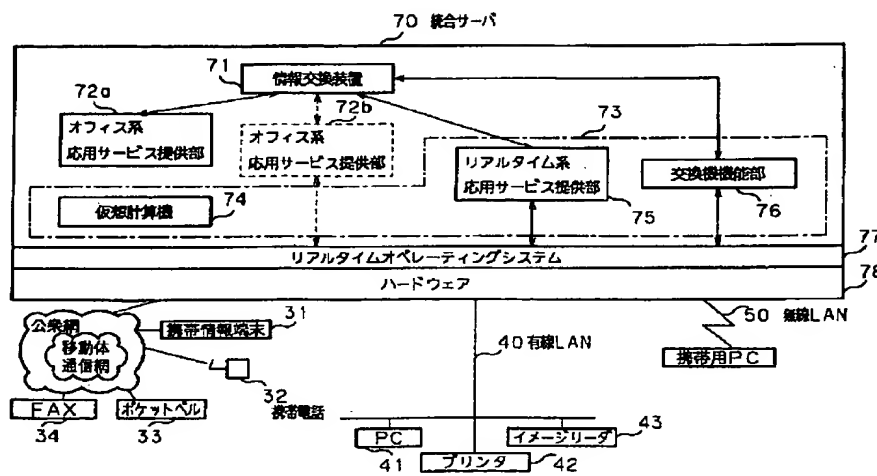 70 統合サーバ
71
情報交換装置
72a
オフィス系
応用サービス提供部
72b
オフィス系
応用サービス提供部
73
リアルタイム系
応用サービス提供部
75
交換機機能部
76
仮想計算機
74
77
リアルタイムオペレーティングシステム
78
ハードウェア
公衆網
移動体
通信網
携帯情報端末
31
32
携帯電話
FAX
34
ポケットベル
33
40 有線LAN
50 無線LAN
携帯用PC
PC
41
プリンタ
42
イメージリーダ
43